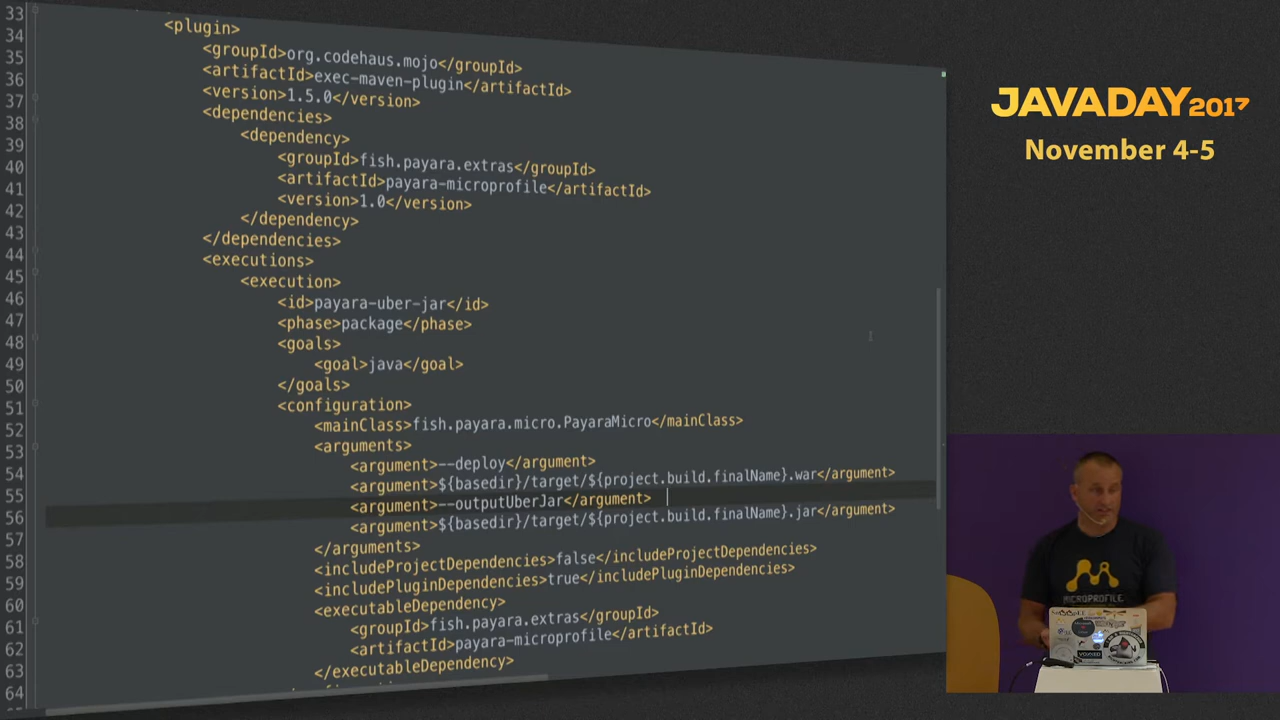 33
34
35
36
37
38
39
40
41
42
43
44
45
46
47
48
49
50
51
52
53
54
55
56
57
58
59
60
61
62
63
64
<plugin>
<groupId>org.codehaus.mojo</groupId>
<artifactId>exec-maven-plugin</artifactId>
<version>1.5.0</version>
<dependencies>
<dependency>
<groupId>fish.payara.extras</groupId>
<artifactId>payara-microprofile</artifactId>
<version>1.0</version>
</dependency>
</dependencies>
<executions>
<execution>
<id>payara-uber-jar</id>
<phase>package</phase>
<goals>
<goal>java</goal>
</goals>
<configuration>
<mainClass>fish.payara.micro.PayaraMicro</mainClass>
<arguments>
<argument>--deploy</argument>
<argument>${basedir}/target/${project.build.finalName}.war</argument>
<argument>--outputUberJar</argument>
<argument>${basedir}/target/${project.build.finalName}.jar</argument>
</arguments>
<includeProjectDependencies>false</includeProjectDependencies>
<includePluginDependencies>true</includePluginDependencies>
<executableDependency>
<groupId>fish.payara.extras</groupId>
<artifactId>payara-microprofile</artifactId>
</executableDependency>
JAVADAY2017
November 4-5
MICROPROFILE